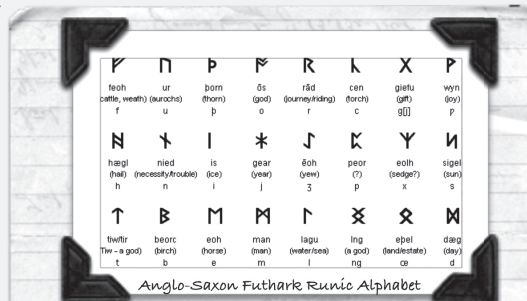 ᚠ ᚢ ᚦ ᚩ ᚱ ᚳ ᚷ ᚹ
feoh ūr þorn ōs rād cen giefu wyn
cattle, weath) (aurochs) (thorn) (god) (journey/riding) (torch) (gift) (joy)
f u þ o r c g[j] p
ᚻ ᚾ ᛁ ᛡ ᛇ ᛈ ᛉ ᛋ
hægl nied is gear ēoh peor eolh sigel
(hail) (necessity/trouble) (ice) (year) (yew) (?) (sedge?) (sun)
h n i j ʒ p x s
ᛏ ᛒ ᛖ ᛗ ᛚ ᛝ ᛟ ᛞ
tiw/tir beorc eoh man lagu Ing eþel dæg
Tiw - a god) (birch) (horse) (man) (water/sea) (a god) (land/estate) (day)
t b e m l ng œ d
Anglo-Saxon Futhark Runic Alphabet